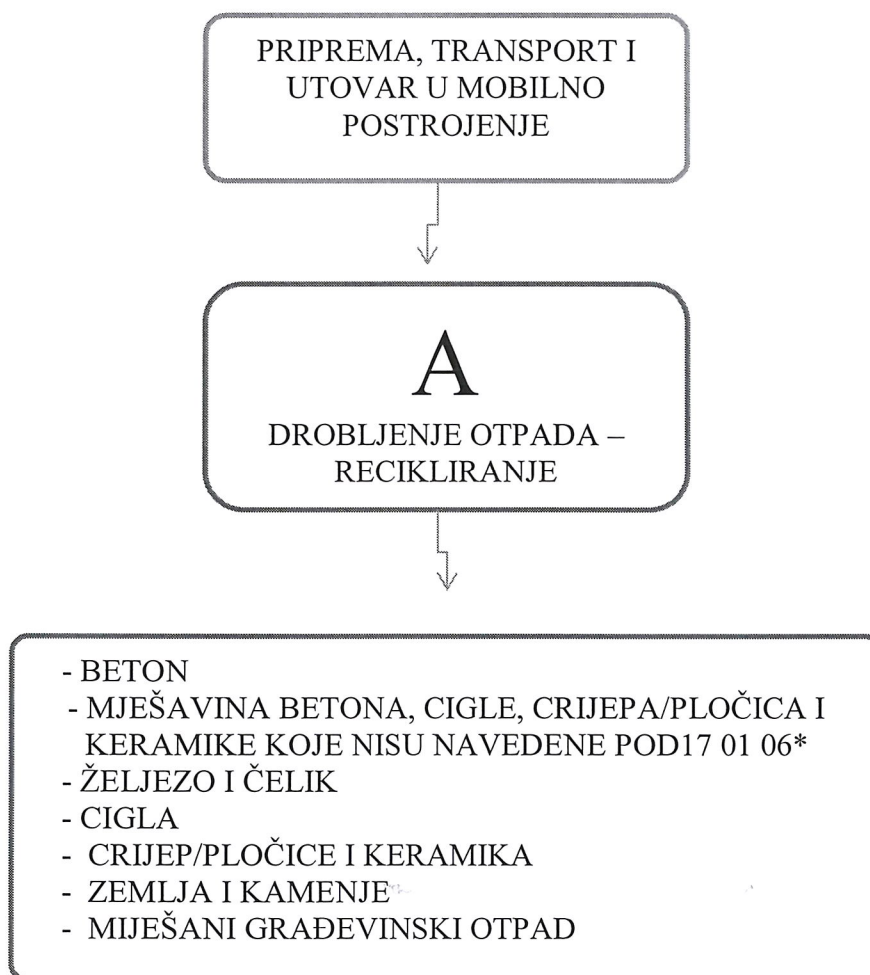 PRIPREMA, TRANSPORT I
UTOVAR U MOBILNO
POSTROJENJE
A
DROBLJENJE OTPADA –
RECIKLIRANJE
- BETON
- MJEŠAVINA BETONA, CIGLE, CRIJEPA/PLOČICA I
KERAMIKE KOJE NISU NAVEDENE POD17 01 06*
- ŽELJEZO I ČELIK
- CIGLA
- CRIJEP/PLOČICE I KERAMIKA
- ZEMLJA I KAMENJE
- MIJEŠANI GRAĐEVINSKI OTPAD